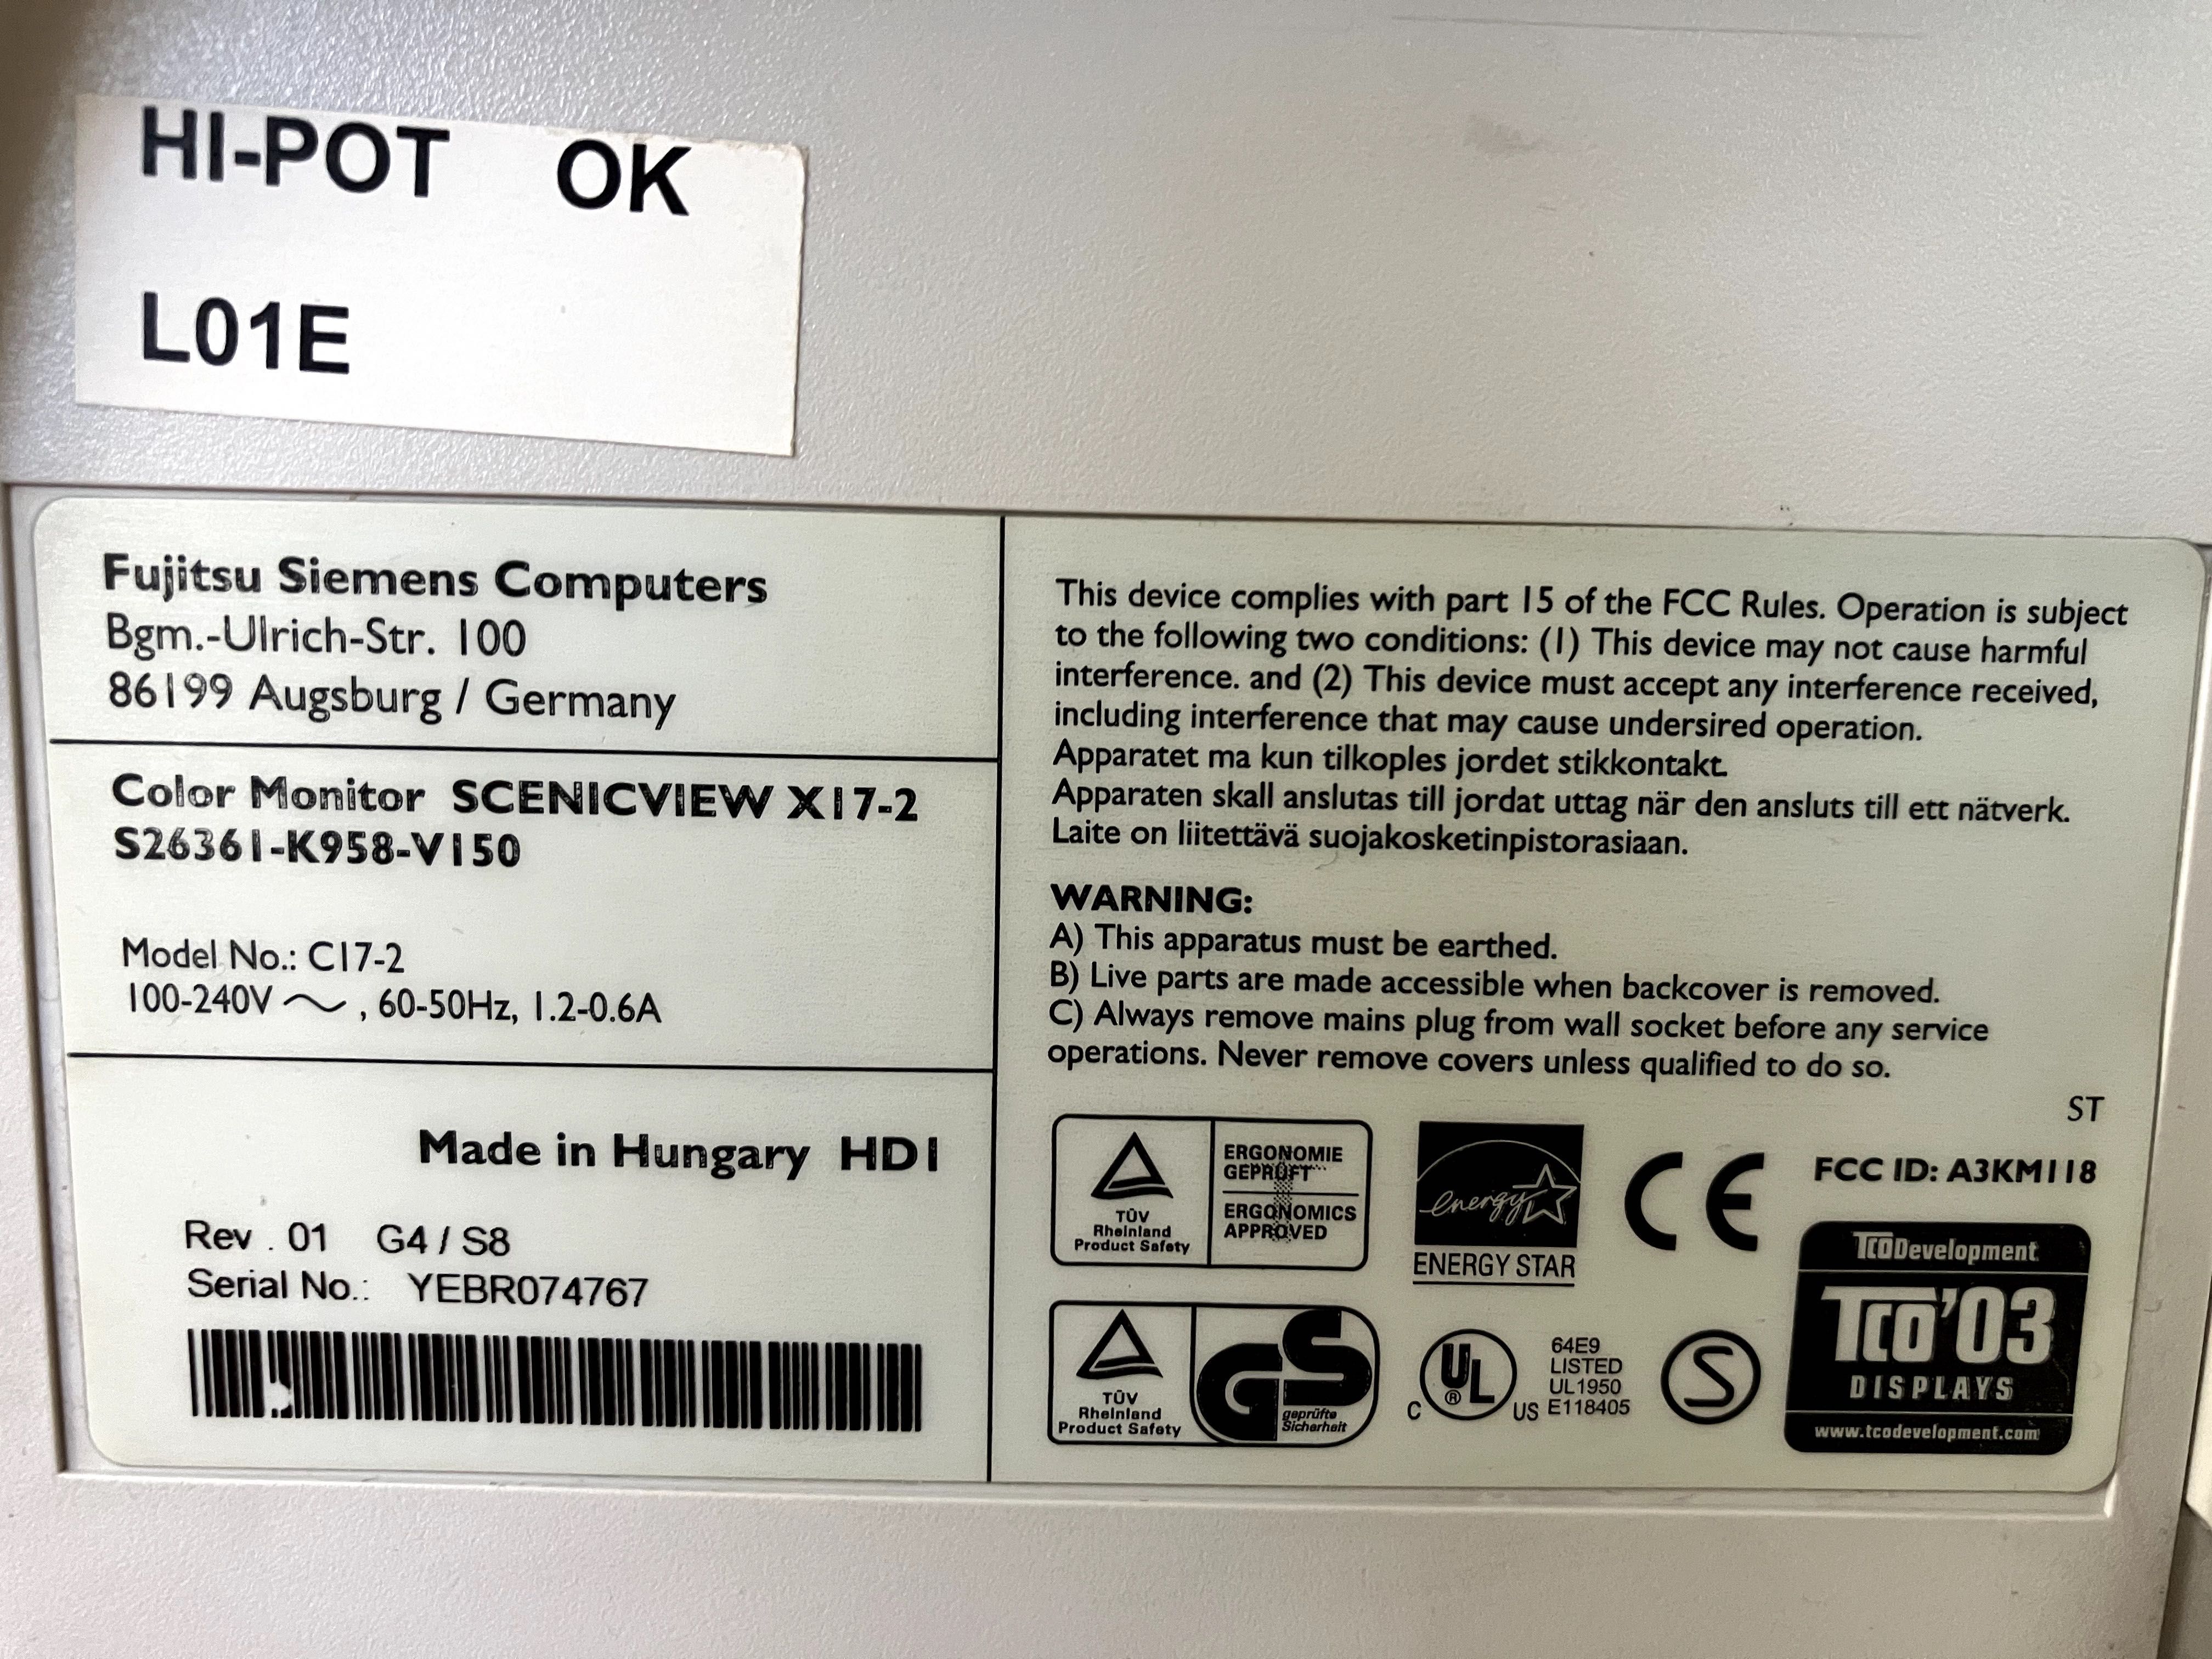 HI-POT OK
L01E
Fujitsu Siemens Computers
Bgm.-Ulrich-Str. 100
86199 Augsburg / Germany
Color Monitor SCENICVIEW X17-2
S26361-K958-V150
Model No.: C17-2
100-240V ~ , 60-50Hz, 1.2-0.6A
Made in Hungary HD1
Rev . 01 G4 / S8
Serial No.: YEBR074767
This device complies with part 15 of the FCC Rules. Operation is subject
to the following two conditions: (1) This device may not cause harmful
interference. and (2) This device must accept any interference received,
including interference that may cause undersired operation.
Apparatet ma kun tilkoples jordet stikkontakt.
Apparaten skall anslutas till jordat uttag när den ansluts till ett nätverk.
Laite on liitettävä suojakosketinpistorasiaan.
WARNING:
A) This apparatus must be earthed.
B) Live parts are made accessible when backcover is removed.
C) Always remove mains plug from wall socket before any service
operations. Never remove covers unless qualified to do so.
ST
TÜV
Rheinland
Product Safety
ERGONOMIE
GEPRÜFT
ERGONOMICS
APPROVED
energy
ENERGY STAR
CE
FCC ID: A3KM118
TÜV
Rheinland
Product Safety
GS
geprüfte
Sicherheit
C UL ® US
64E9
LISTED
UL1950
E118405
S
TCO Development
TCO'03
DISPLAYS
www.tcodevelopment.com